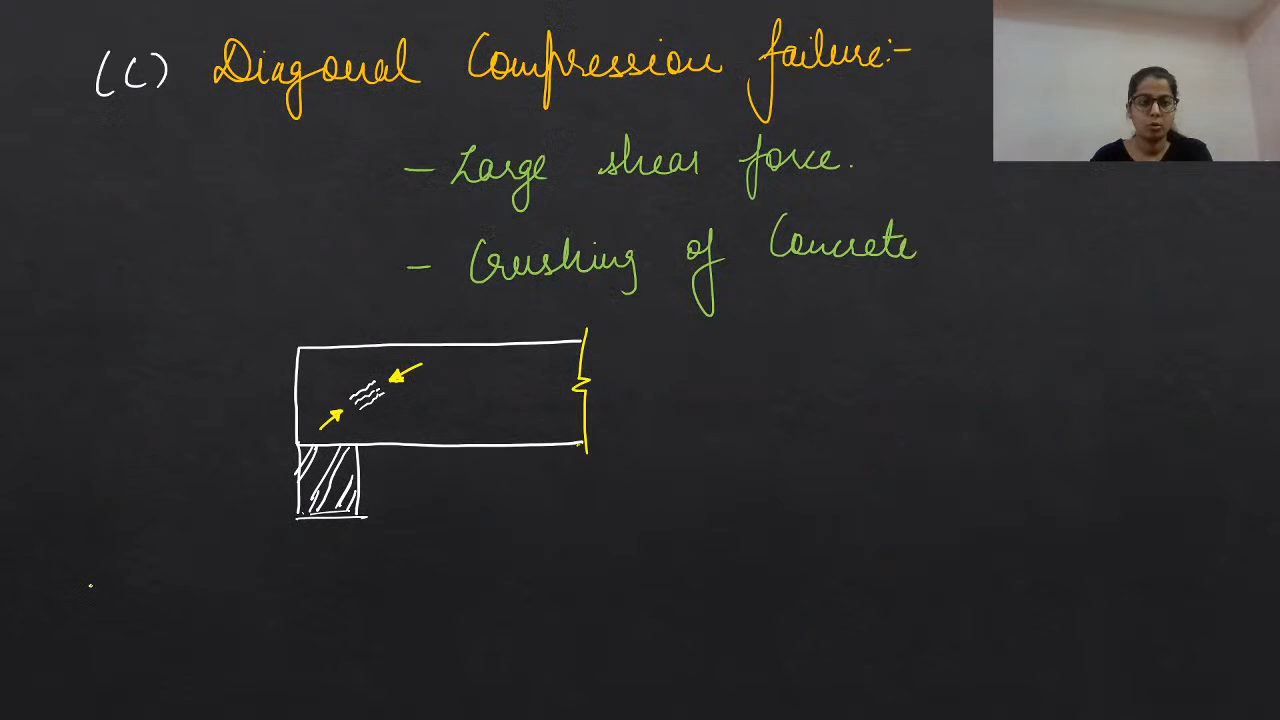 (C) Diagonal Compression failure:-
- Large shear force.
- Crushing of Concrete